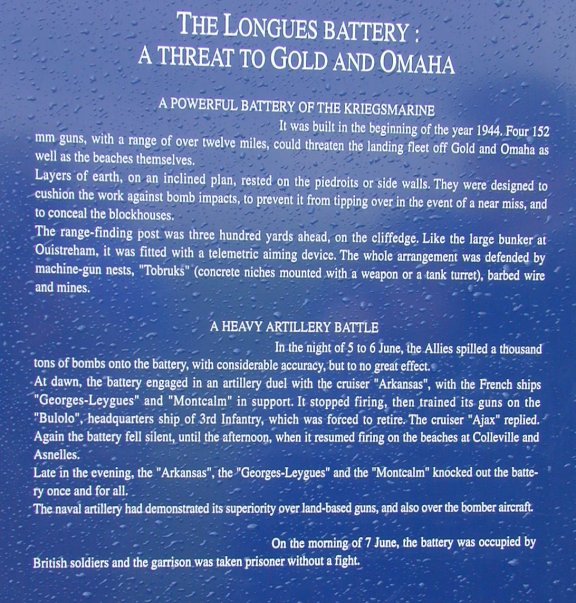 THE LONGUES BATTERY :
A THREAT TO GOLD AND OMAHA
A POWERFUL BATTERY OF THE KRIEGSMARINE
It was built in the beginning of the year 1944. Four 152
mm guns, with a range of over twelve miles, could threaten the landing fleet off Gold and Omaha as
well as the beaches themselves.
Layers of earth, on an inclined plan, rested on the piedroits or side walls. They were designed to
cushion the work against bomb impacts, to prevent it from tipping over in the event of a near miss, and
to conceal the blockhouses.
The range-finding post was three hundred yards ahead, on the cliffedge. Like the large bunker at
Ouistreham, it was fitted with a telemetric aiming device. The whole arrangement was defended by
machine-gun nests, "Tobruks" (concrete niches mounted with a weapon or a tank turret), barbed wire
and mines.
A HEAVY ARTILLERY BATTLE
In the night of 5 to 6 June, the Allies spilled a thousand
tons of bombs onto the battery, with considerable accuracy, but to no great effect.
At dawn, the battery engaged in an artillery duel with the cruiser "Arkansas", with the French ships
"Georges-Leygues" and "Montcalm" in support. It stopped firing, then trained its guns on the
"Bulolo", headquarters ship of 3rd Infantry, which was forced to retire. The cruiser "Ajax" replied.
Again the battery fell silent, until the afternoon, when it resumed firing on the beaches at Colleville and
Asnelles.
Late in the evening, the "Arkansas", the "Georges-Leygues" and the "Montcalm" knocked out the batte-
ry once and for all.
The naval artillery had demonstrated its superiority over land-based guns, and also over the bomber aircraft.
On the morning of 7 June, the battery was occupied by
British soldiers and the garrison was taken prisoner without a fight.